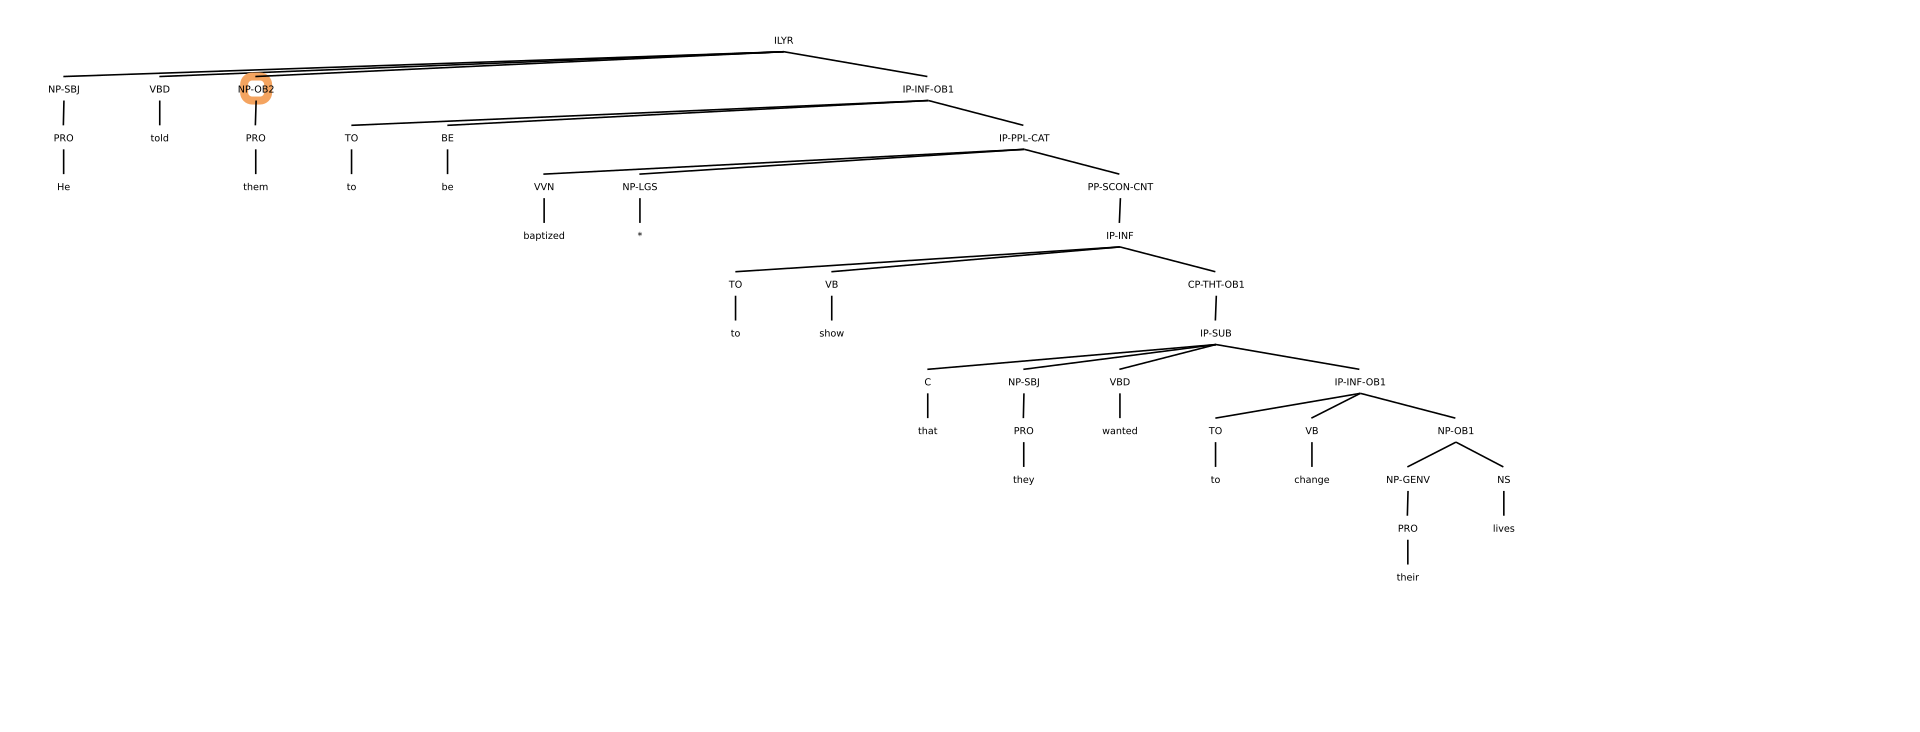 ILYR
NP-SBJ VBD NP-OB2 IP-INF-OB1
PRO told PRO TO BE IP-PPL-CAT
He them to be VVN NP-LGS PP-SCON-CNT
baptized * IP-INF
TO VB CP-THT-OB1
to show IP-SUB
C NP-SBJ VBD IP-INF-OB1
that PRO wanted TO VB NP-OB1
they to change NP-GENV NS
PRO lives
their